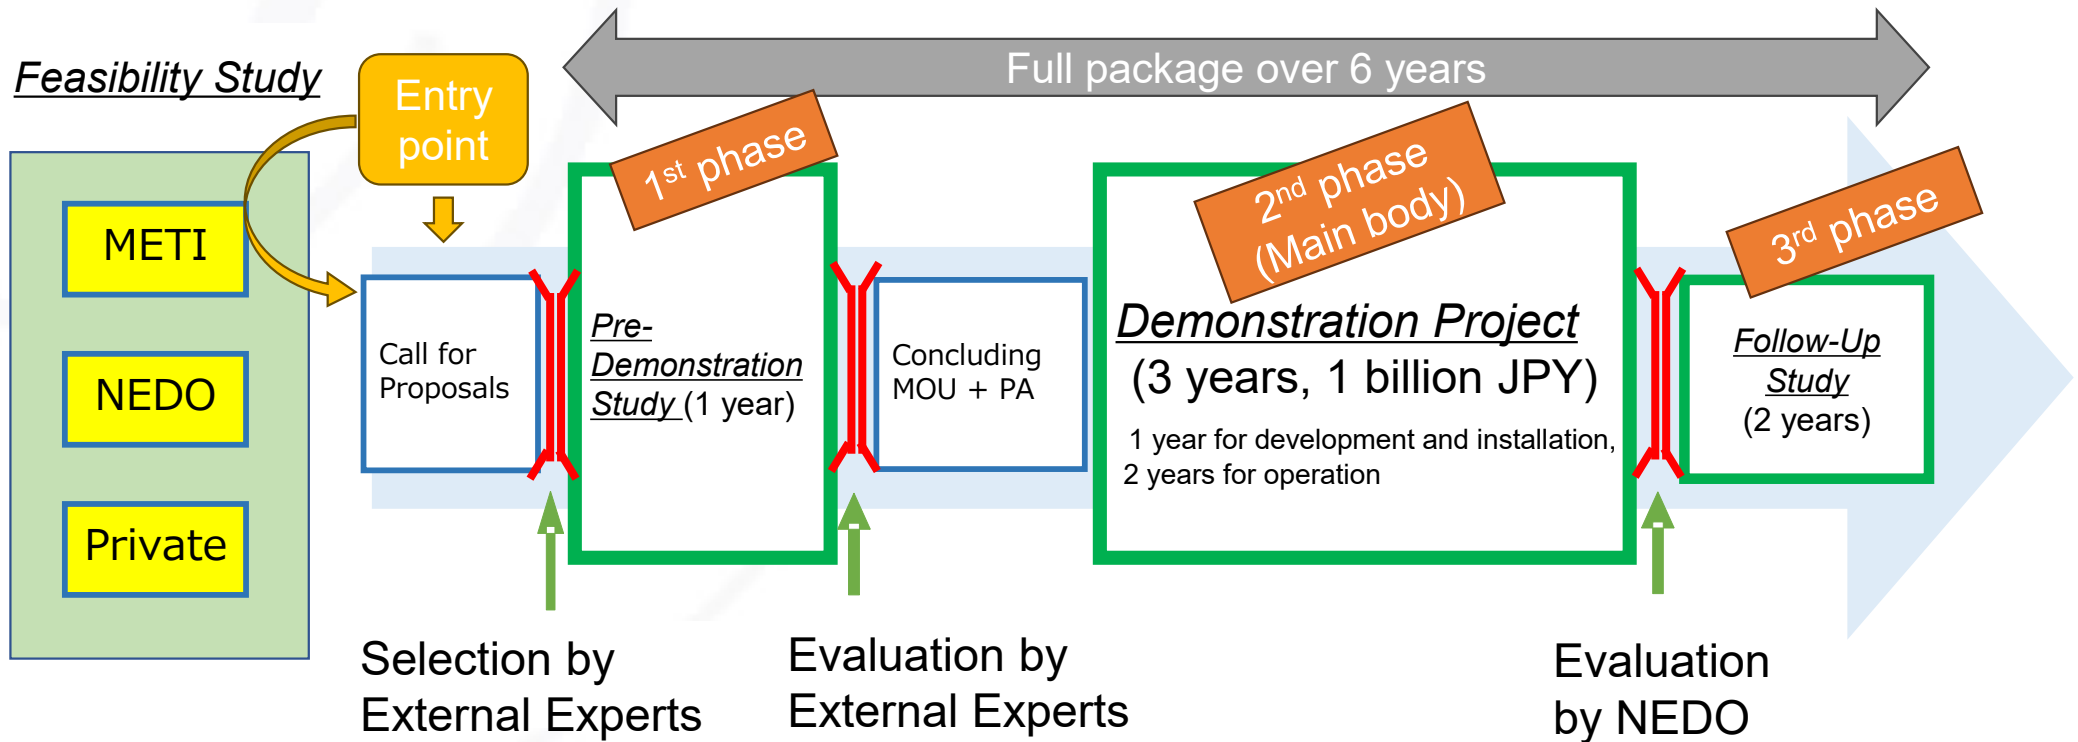 Feasibility Study
METI
NEDO
Private
Entry
point
Full package over 6 years
Call for
Proposals
1st phase
Pre-
Demonstration
Study (1 year)
Concluding
MOU + PA
2nd phase
(Main body)
Demonstration Project
(3 years, 1 billion JPY)
1 year for development and installation,
2 years for operation
3rd phase
Follow-Up
Study
(2 years)
Selection by
External Experts
Evaluation by
External Experts
Evaluation
by NEDO